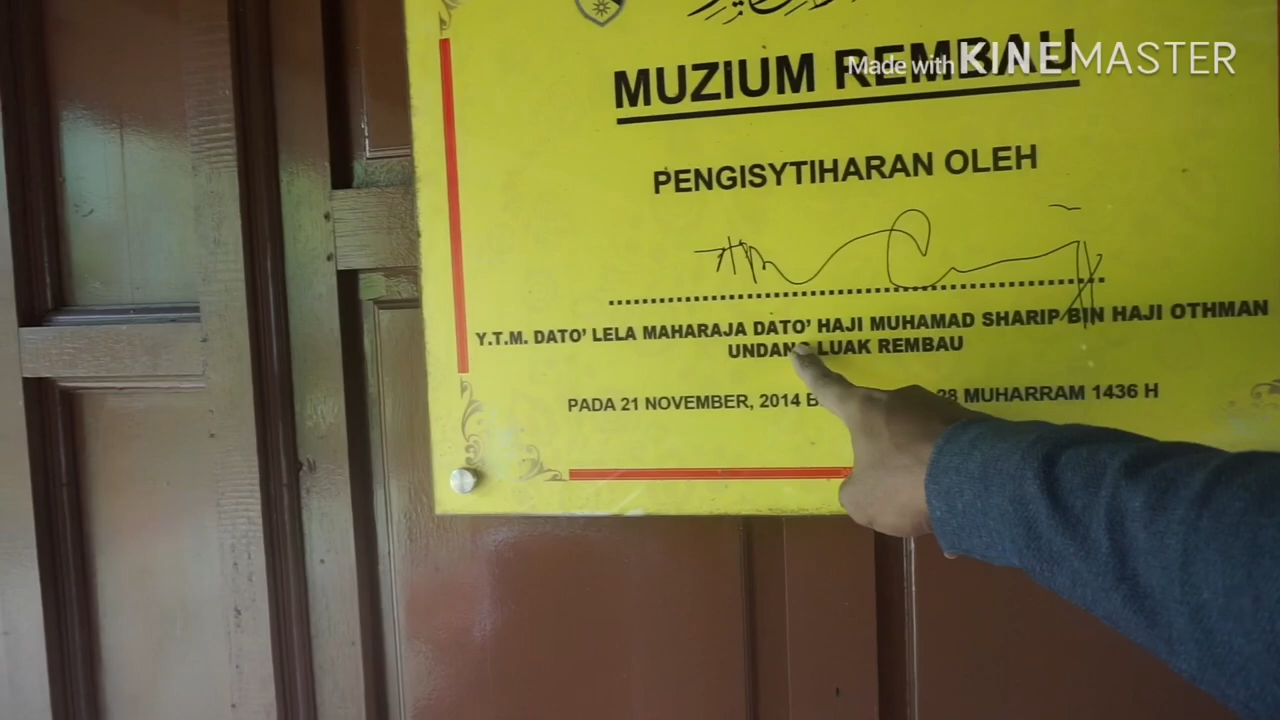 MUZIUM REMBAU
Made with KINEMASTER
PENGISYTIHARAN OLEH
Y.T.M. DATO' LELA MAHARAJA DATO' HAJI MUHAMAD SHARIP BIN HAJI OTHMAN
UNDANG LUAK REMBAU
PADA 21 NOVEMBER, 2014 28 MUHARRAM 1436 H